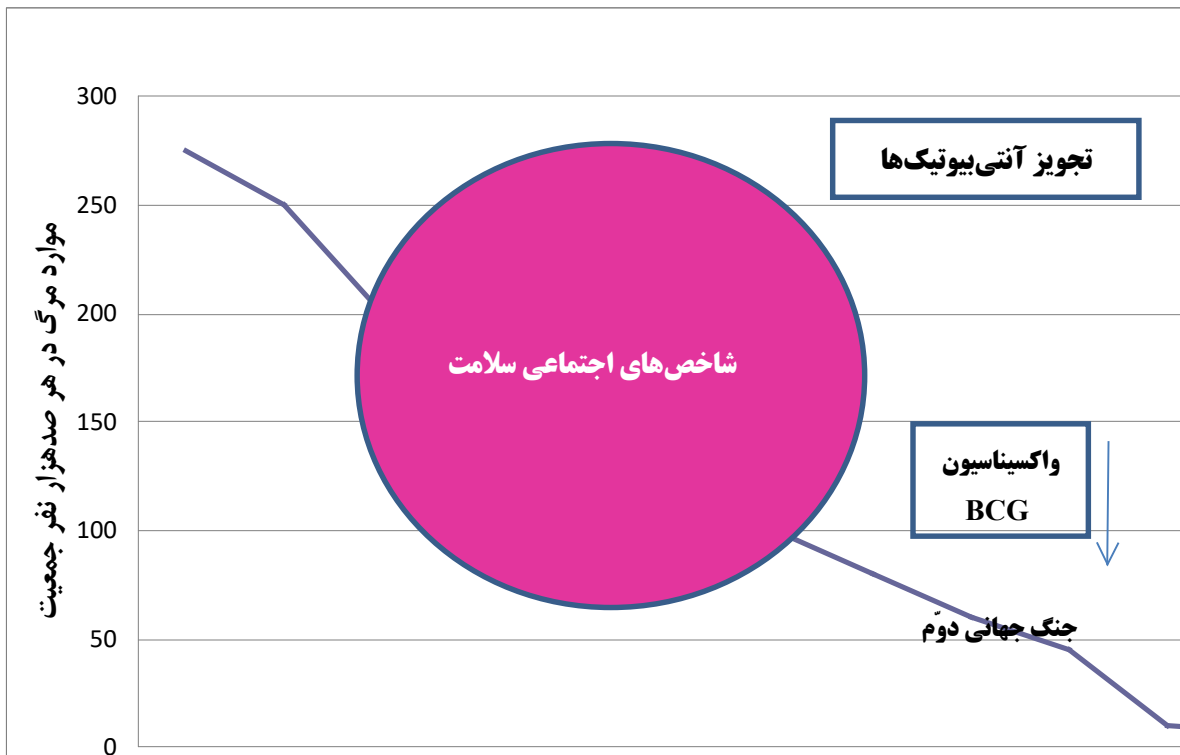 300
تجویز آنتی‌بیوتیک‌ها
250
موارد مرگ در هر صدهزار نفر جمعیت
200
شاخص‌های اجتماعی سلامت
150
واکسیناسیون
BCG
100
جنگ جهانی دوّم
50
0